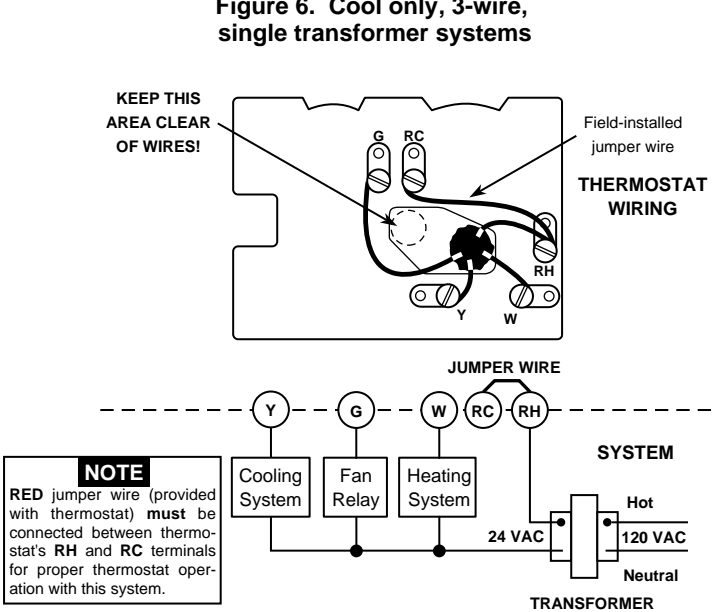 Figure 6. Cool only, 3-wire,
single transformer systems
KEEP THIS
AREA CLEAR
OF WIRES!
G
RC
Field-installed
jumper wire
THERMOSTAT
WIRING
RH
Y
W
JUMPER WIRE
Y
G
W
RC
RH
SYSTEM
Cooling
System
Fan
Relay
Heating
System
Hot
24 VAC
120 VAC
Neutral
TRANSFORMER
NOTE
RED jumper wire (provided
with thermostat) must be
connected between thermo-
stat's RH and RC terminals
for proper thermostat oper-
ation with this system.